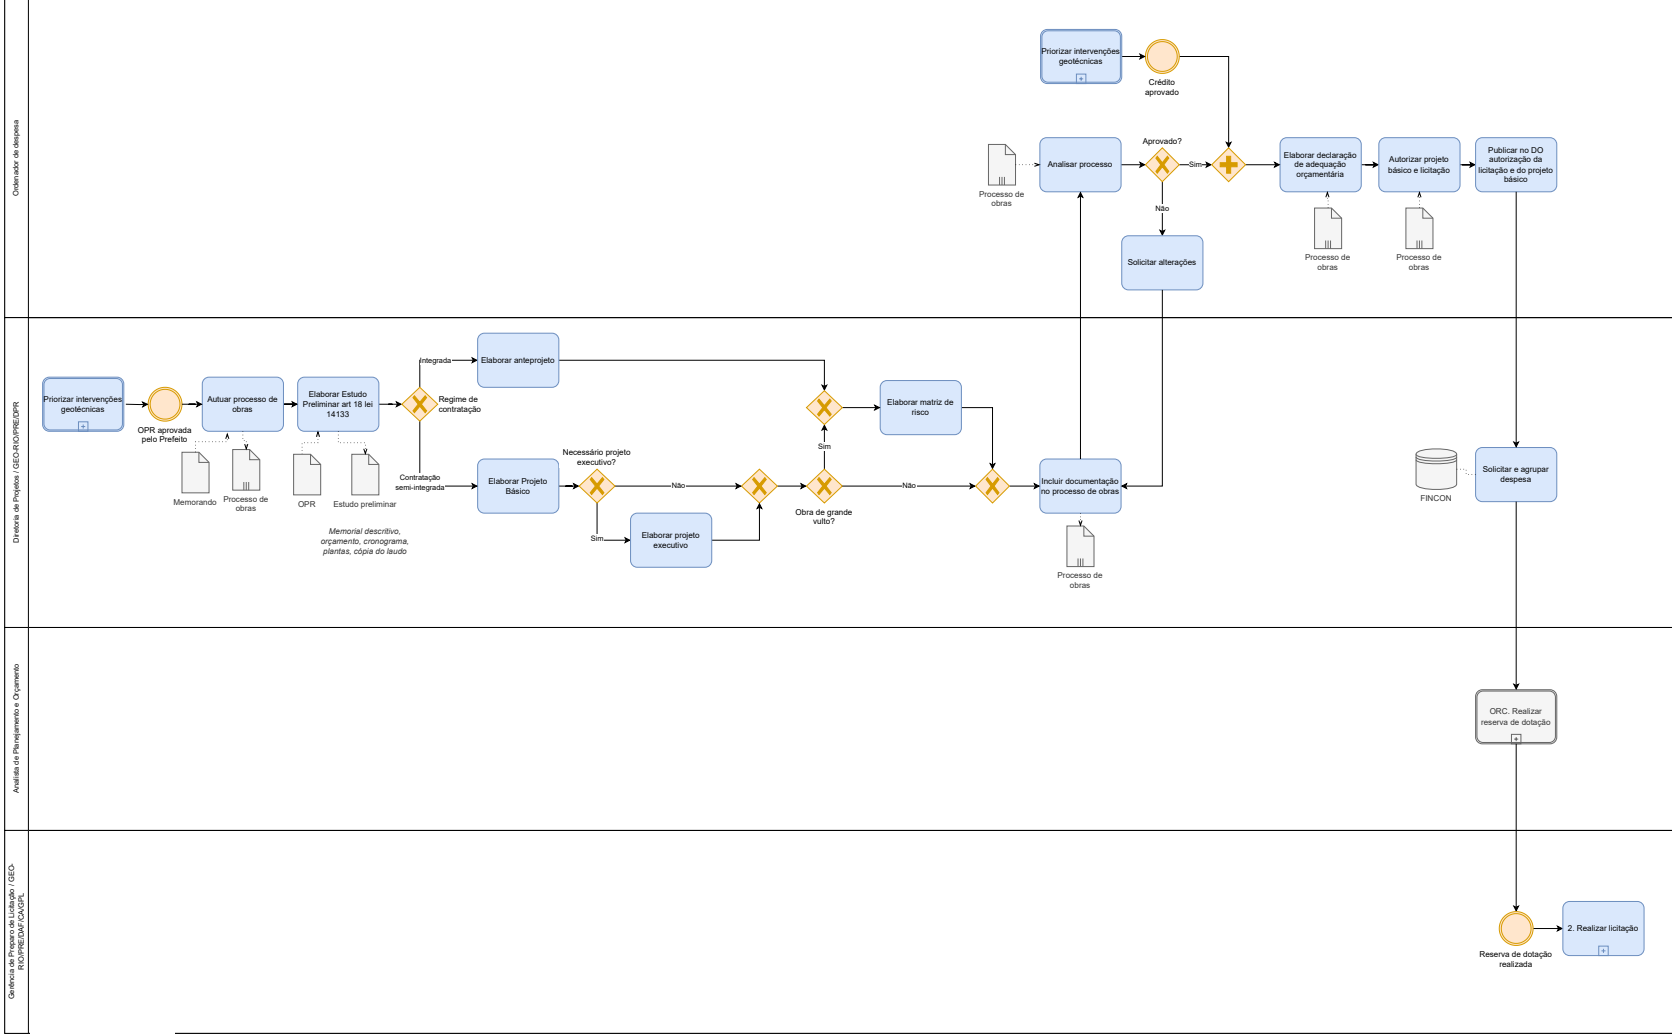 Ordenador de despesa
Priorizar intervenções
geotécnicas
Crédito
aprovado
Processo de
obras
Analisar processo
Aprovado?
Sim
Não
Solicitar alterações
Elaborar declaração
de adequação
orçamentária
Processo de
obras
Autorizar projeto
básico e licitação
Processo de
obras
Publicar no DO
autorização da
licitação e do projeto
básico
Diretoria de Projetos / GEO-RIO/PRE/DPR
Priorizar intervenções
geotécnicas
OPR aprovada
pelo Prefeito
Autuar processo de
obras
Memorando
Processo de
obras
Elaborar Estudo
Preliminar art 18 lei
14133
OPR
Estudo preliminar
Memorial descritivo,
orçamento, cronograma,
plantas, cópia do laudo
Regime de
contratação
Integrada
Elaborar anteprojeto
Contratação
semi-integrada
Elaborar Projeto
Básico
Necessário projeto
executivo?
Não
Sim
Elaborar projeto
executivo
Obra de grande
vulto?
Sim
Não
Elaborar matriz de
risco
Incluir documentação
no processo de obras
Processo de
obras
FINCON
Solicitar e agrupar
despesa
Analista de Planejamento e Orçamento
ORC. Realizar
reserva de dotação
Gerência de Preparo de Licitação / GEO-
RIO/PRE/DAF/CA/GPL
Reserva de dotação
realizada
2. Realizar licitação